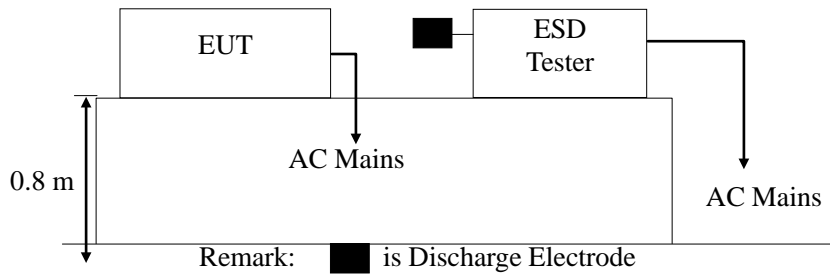 EUT
ESD
Tester
AC Mains
0.8 m
AC Mains
Remark: is Discharge Electrode